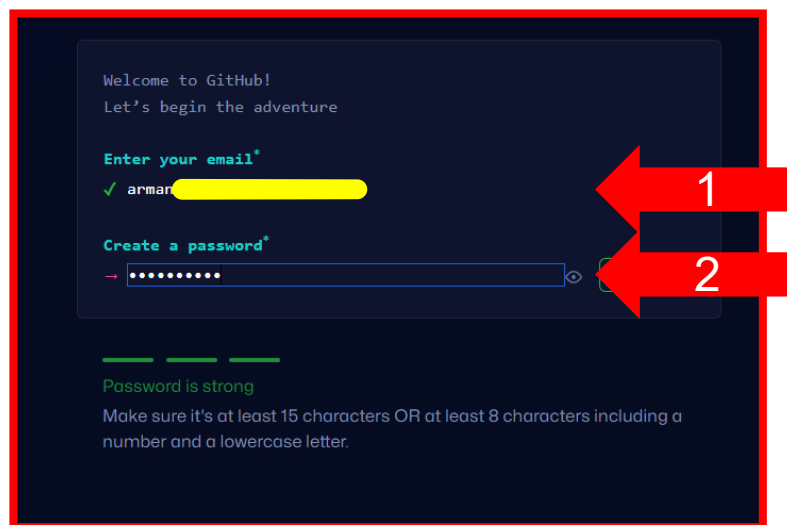 Welcome to GitHub!
Let's begin the adventure
Enter your email*
✓ arman
1
Create a password*
→ ••••••••••
2
Password is strong
Make sure it's at least 15 characters OR at least 8 characters including a
number and a lowercase letter.